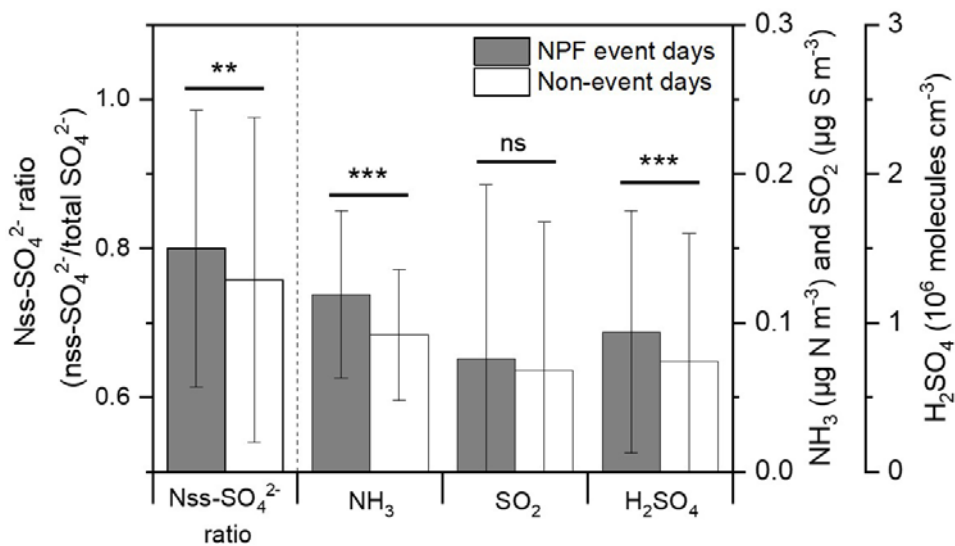 Nss-SO₄²⁻ ratio
(nss-SO₄²⁻/total SO₄²⁻)
1.0
0.8
0.6
NPF event days
Non-event days
**
***
ns
***
Nss-SO₄²⁻
ratio
NH₃
SO₂
H₂SO₄
0.3
0.2
0.1
0.0
NH₃ (µg N m⁻³) and SO₂ (µg S m⁻³)
3
2
1
0
H₂SO₄ (10⁶ molecules cm⁻³)